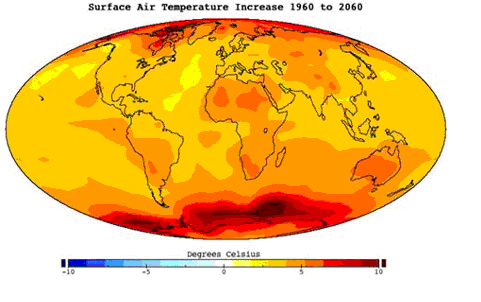 Surface Air Temperature Increase 1960 to 2060
Degrees Celsius
-10 -5 0 5 10